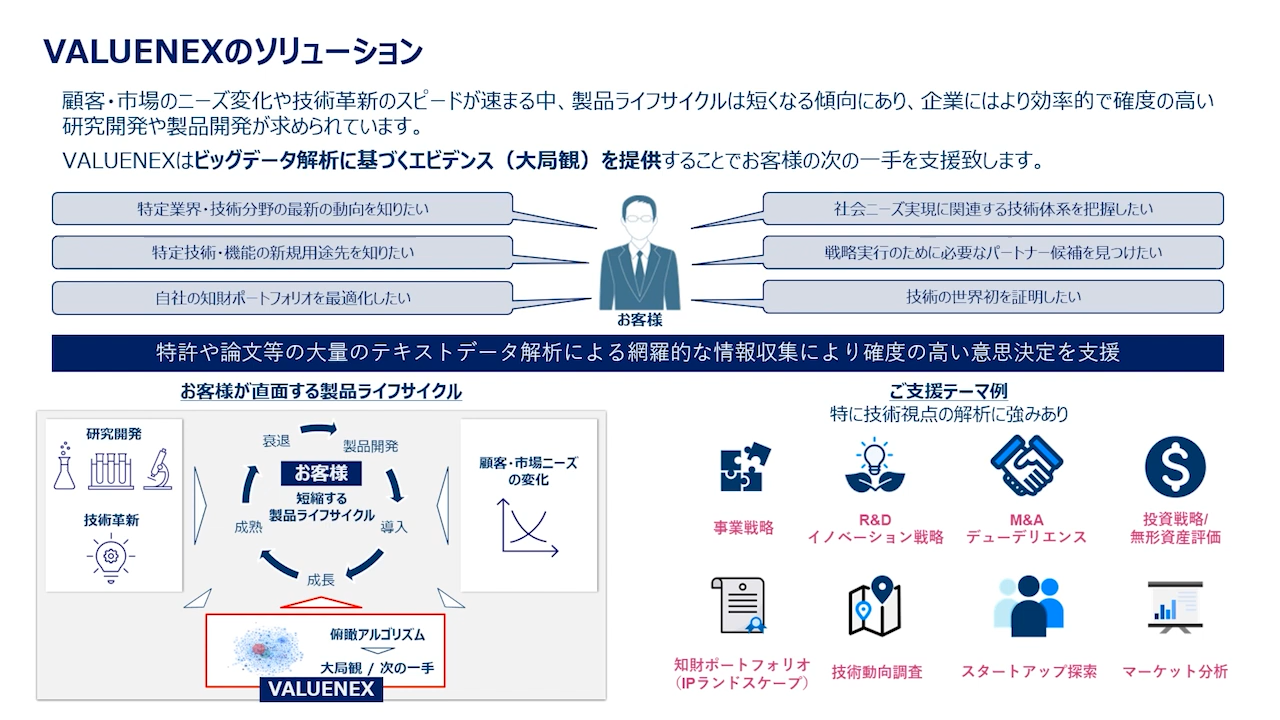 VALUENEXのソリューション
顧客・市場のニーズ変化や技術革新のスピードが速まる中、製品ライフサイクルは短くなる傾向にあり、企業にはより効率的で確度の高い
研究開発や製品開発が求められています。
VALUENEXはビッグデータ解析に基づくエビデンス（大局観）を提供することでお客様の次の一手を支援致します。
特定業界・技術分野の最新の動向を知りたい
特定技術・機能の新規用途先を知りたい
自社の知財ポートフォリオを最適化したい
お客様
社会ニーズ実現に関連する技術体系を把握したい
戦略実行のために必要なパートナー候補を見つけたい
技術の世界初を証明したい
特許や論文等の大量のテキストデータ解析による網羅的な情報収集により確度の高い意思決定を支援
お客様が直面する製品ライフサイクル
研究開発
技術革新
衰退
製品開発
お客様
短縮する
製品ライフサイクル
成熟
導入
成長
顧客・市場ニーズ
の変化
俯瞰アルゴリズム
大局観 / 次の一手
VALUENEX
ご支援テーマ例
特に技術視点の解析に強みあり
事業戦略
R&D
イノベーション戦略
M&A
デューデリエンス
投資戦略/
無形資産評価
知財ポートフォリオ
（IPランドスケープ）
技術動向調査
スタートアップ探索
マーケット分析